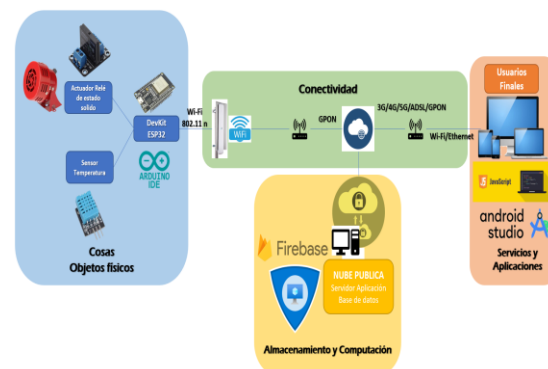 Actuador Relé
de estado
solido
DevKit
ESP32
Sensor
Temperatura
ARDUINO
IDE
Cosas
Objetos físicos
Wi-Fi
802.11 n
Conectividad
WiFi
GPON
3G/4G/5G/ADSL/GPON
Wi-Fi/Ethernet
Usuarios
Finales
JavaScript
android
studio
Servicios y
Aplicaciones
Firebase
NUBE PUBLICA
Servidor Aplicación
Base de datos
Almacenamiento y Computación